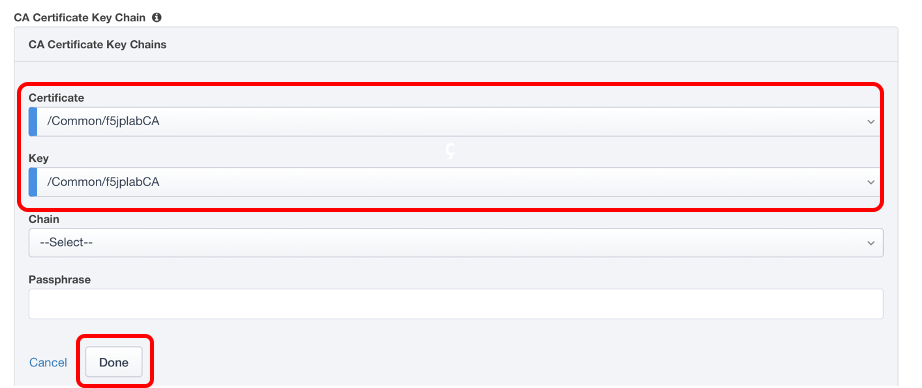 CA Certificate Key Chain
CA Certificate Key Chains
Certificate
/Common/f5jplabCA
ç
Key
/Common/f5jplabCA
Chain
--Select--
Passphrase
Cancel
Done